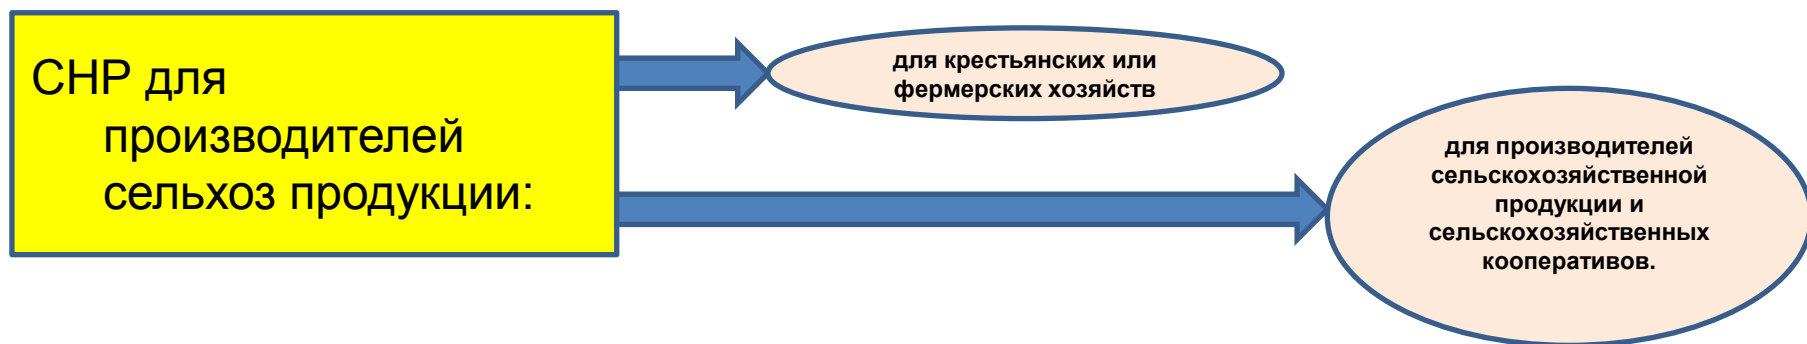 СНР для
производителей
сельхоз продукции:
для крестьянских или
фермерских хозяйств
для производителей
сельскохозяйственной
продукции и
сельскохозяйственных
кооперативов.